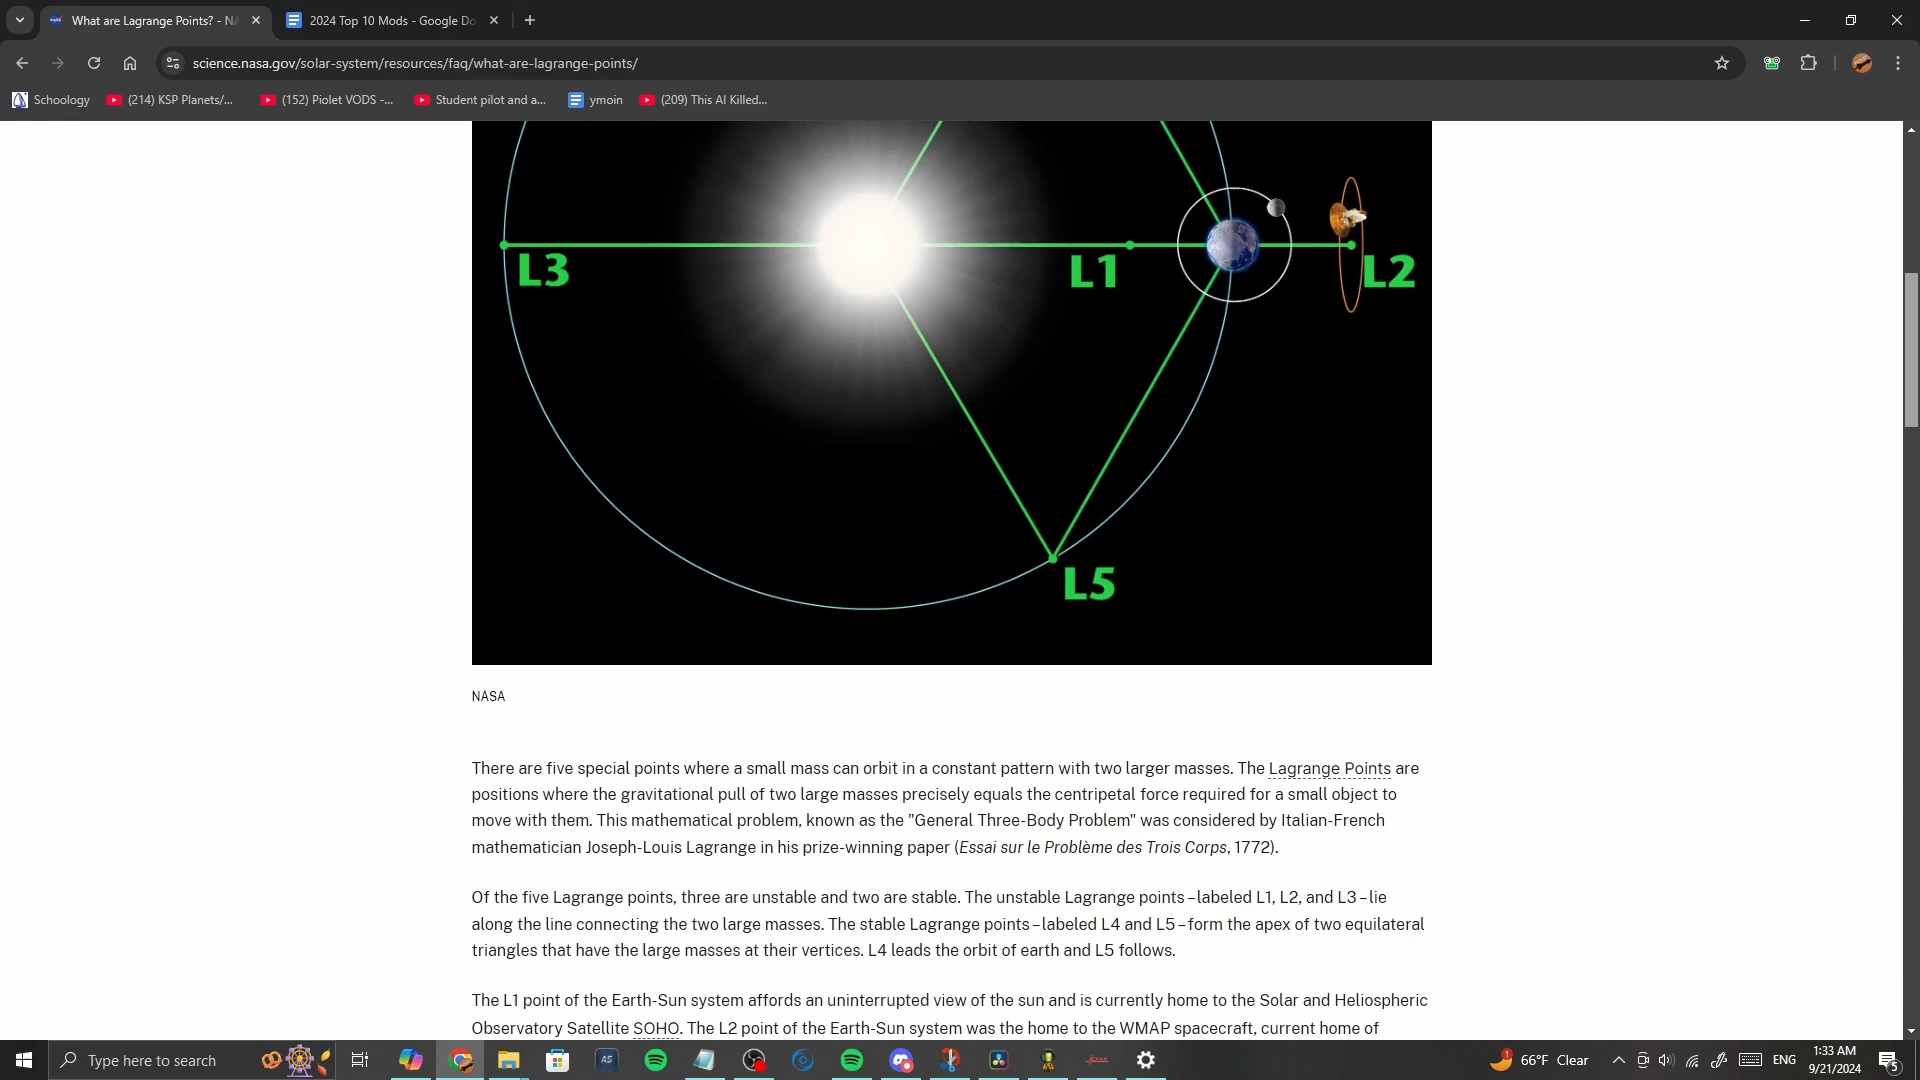 What are Lagrange Points? - NA
2024 Top 10 Mods - Google Do
science.nasa.gov/solar-system/resources/faq/what-are-lagrange-points/
Schoology
(214) KSP Planets/...
(152) Piolet VODS -...
Student pilot and a...
ymoin
(209) This AI Killed...
L3
L1
L2
L5
NASA
There are five special points where a small mass can orbit in a constant pattern with two larger masses. The Lagrange Points are
positions where the gravitational pull of two large masses precisely equals the centripetal force required for a small object to
move with them. This mathematical problem, known as the "General Three-Body Problem" was considered by Italian-French
mathematician Joseph-Louis Lagrange in his prize-winning paper (Essai sur le Problème des Trois Corps, 1772).
Of the five Lagrange points, three are unstable and two are stable. The unstable Lagrange points – labeled L1, L2, and L3 – lie
along the line connecting the two large masses. The stable Lagrange points – labeled L4 and L5 – form the apex of two equilateral
triangles that have the large masses at their vertices. L4 leads the orbit of earth and L5 follows.
The L1 point of the Earth-Sun system affords an uninterrupted view of the sun and is currently home to the Solar and Heliospheric
Observatory Satellite SOHO. The L2 point of the Earth-Sun system was the home to the WMAP spacecraft, current home of
Type here to search
AS
1
66°F Clear
ENG
1:33 AM
9/21/2024
5